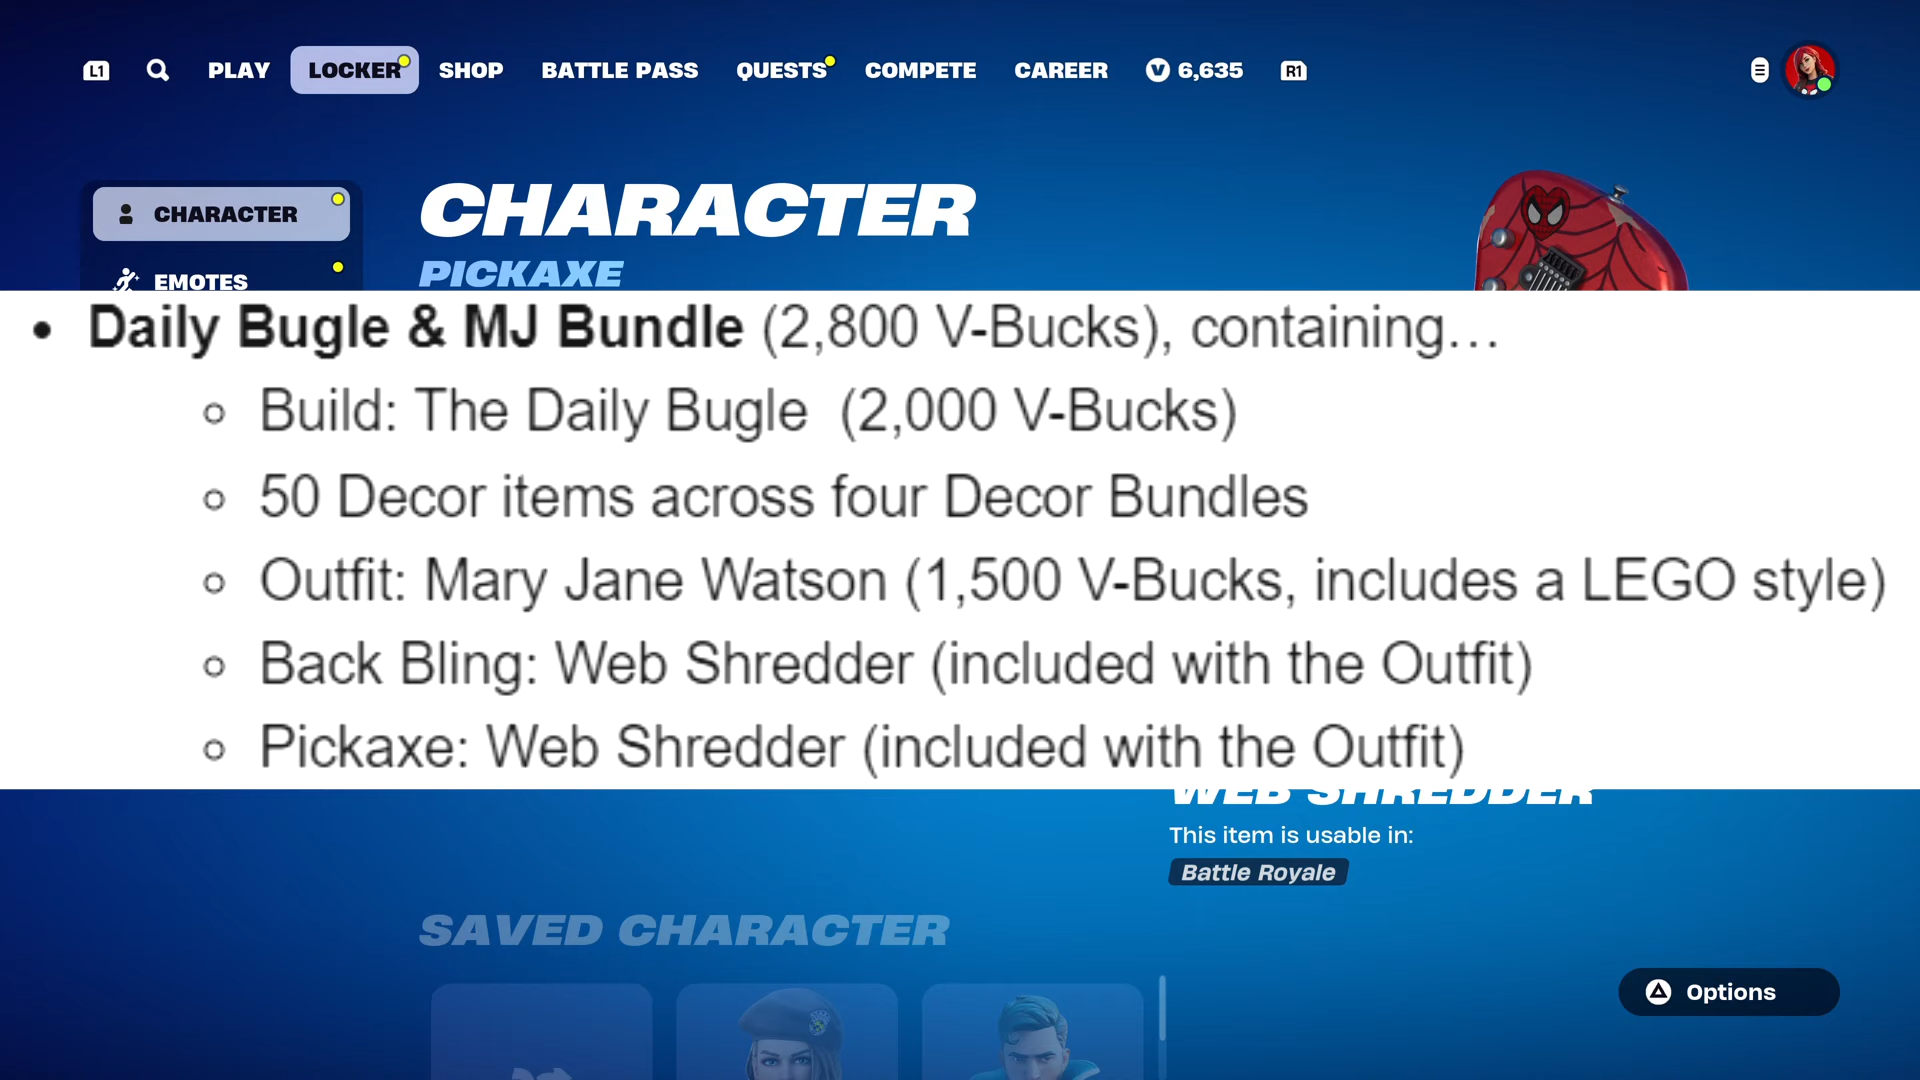 L1 PLAY LOCKER SHOP BATTLE PASS QUESTS COMPETE CAREER V 6,635 R1
CHARACTER
CHARACTER
PICKAXE
EMOTES
• Daily Bugle & MJ Bundle (2,800 V-Bucks), containing…
○ Build: The Daily Bugle (2,000 V-Bucks)
○ 50 Decor items across four Decor Bundles
○ Outfit: Mary Jane Watson (1,500 V-Bucks, includes a LEGO style)
○ Back Bling: Web Shredder (included with the Outfit)
○ Pickaxe: Web Shredder (included with the Outfit)
WEB SHREDDER
This item is usable in:
Battle Royale
SAVED CHARACTER
Options